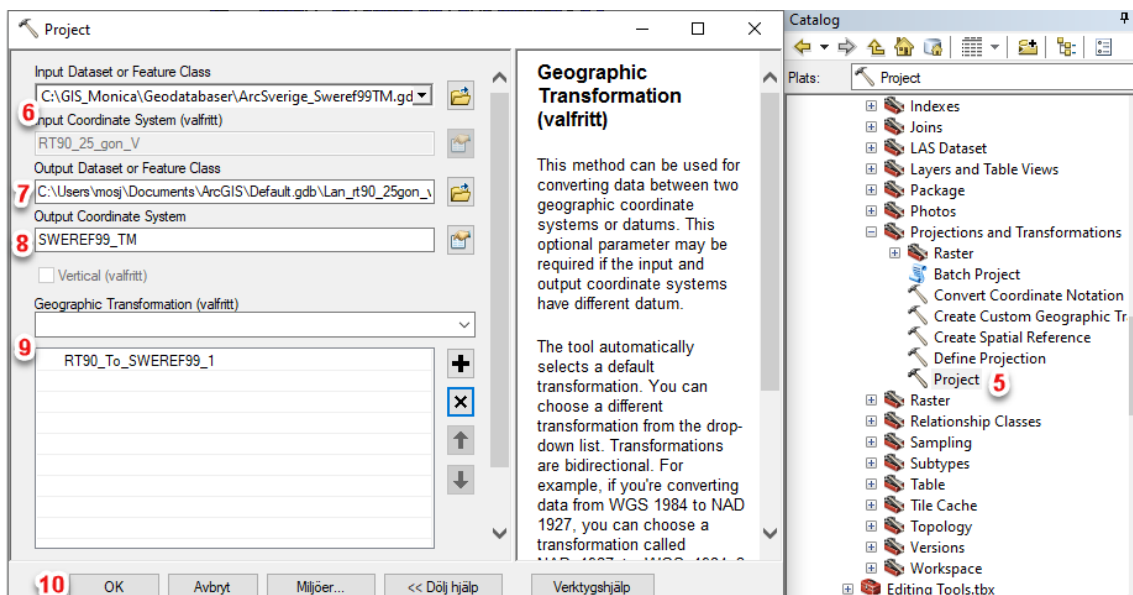 Project
Input Dataset or Feature Class
C:\GIS_Monica\Geodatabaser\ArcSverige_Sweref99TM.gd
6
Input Coordinate System (valfritt)
RT90_25_gon_V
Output Dataset or Feature Class
7
C:\Users\mosj\Documents\ArcGIS\Default.gdb\Lan_rt90_25gon_v
Output Coordinate System
8
SWEREF99_TM
Vertical (valfritt)
Geographic Transformation (valfritt)
9
RT90_To_SWEREF99_1
10
OK
Avbryt
Miljöer...
<< Dölj hjälp
Verktygshjälp
Geographic
Transformation
(valfritt)
This method can be used for
converting data between two
geographic coordinate
systems or datums. This
optional parameter may be
required if the input and
output coordinate systems
have different datum.
The tool automatically
selects a default
transformation. You can
choose a different
transformation from the drop-
down list. Transformations
are bidirectional. For
example, if you're converting
data from WGS 1984 to NAD
1927, you can choose a
transformation called
Catalog
Plats:
Project
Indexes
Joins
LAS Dataset
Layers and Table Views
Package
Photos
Projections and Transformations
Raster
Batch Project
Convert Coordinate Notation
Create Custom Geographic Tr
Create Spatial Reference
Define Projection
Project 5
Raster
Relationship Classes
Sampling
Subtypes
Table
Tile Cache
Topology
Versions
Workspace
Editing Tools.tbx